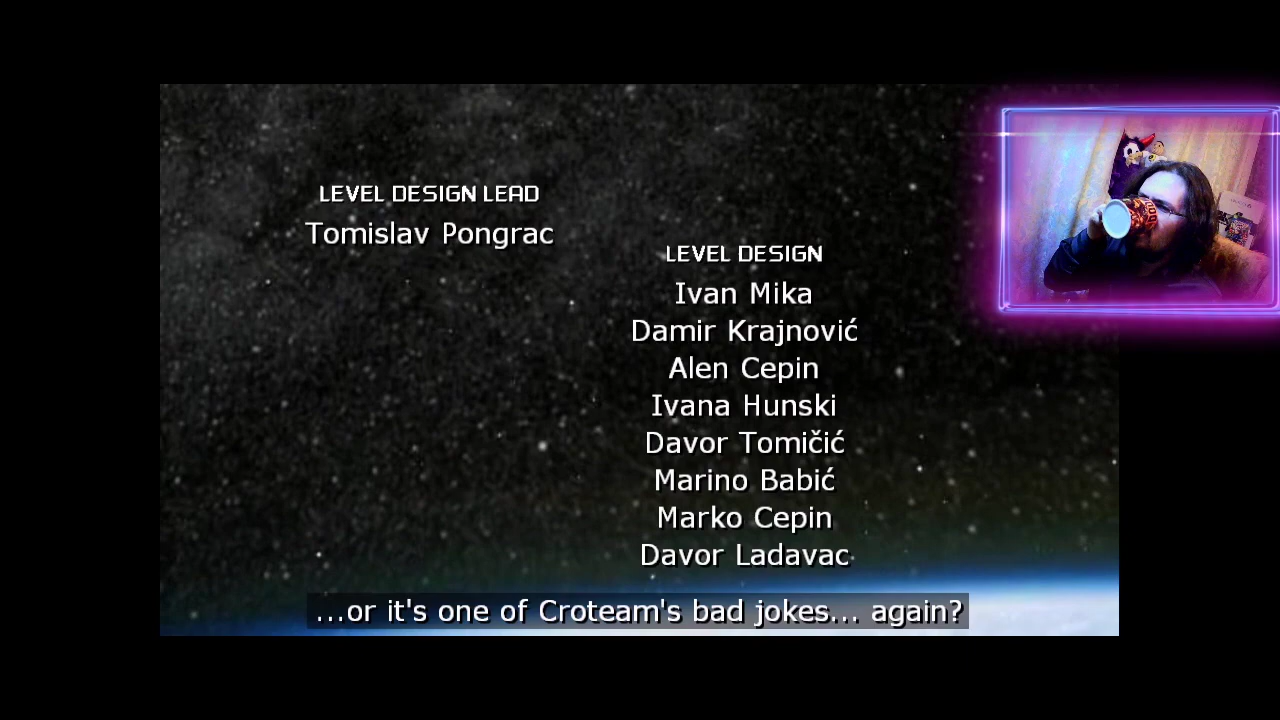 LEVEL DESIGN LEAD
Tomislav Pongrac
LEVEL DESIGN
Ivan Mika
Damir Krajnović
Alen Cepin
Ivana Hunski
Davor Tomičić
Marino Babić
Marko Cepin
Davor Ladavac
...or it's one of Croteam's bad jokes... again?